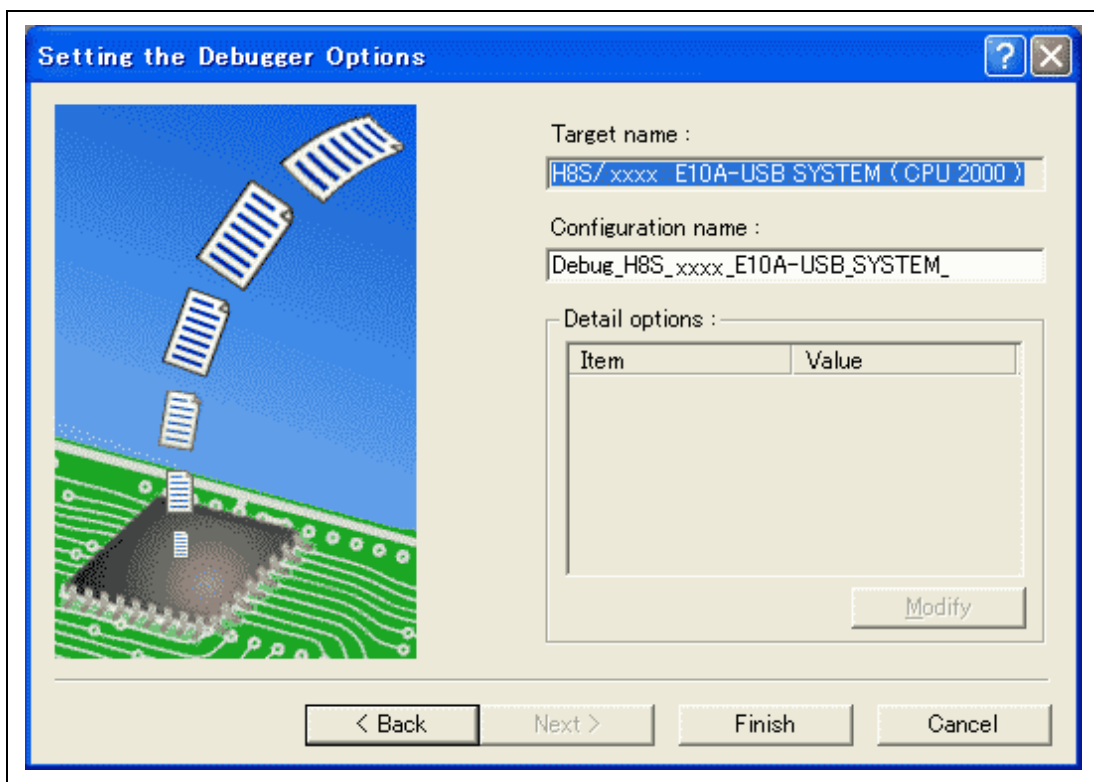 Setting the Debugger Options
?
Target name :
H8S/ xxxx E10A-USB SYSTEM ( CPU 2000 )
Configuration name :
Debug_H8S_xxxx_E10A-USB_SYSTEM_
Detail options :
Item Value
Modify
< Back Next > Finish Cancel